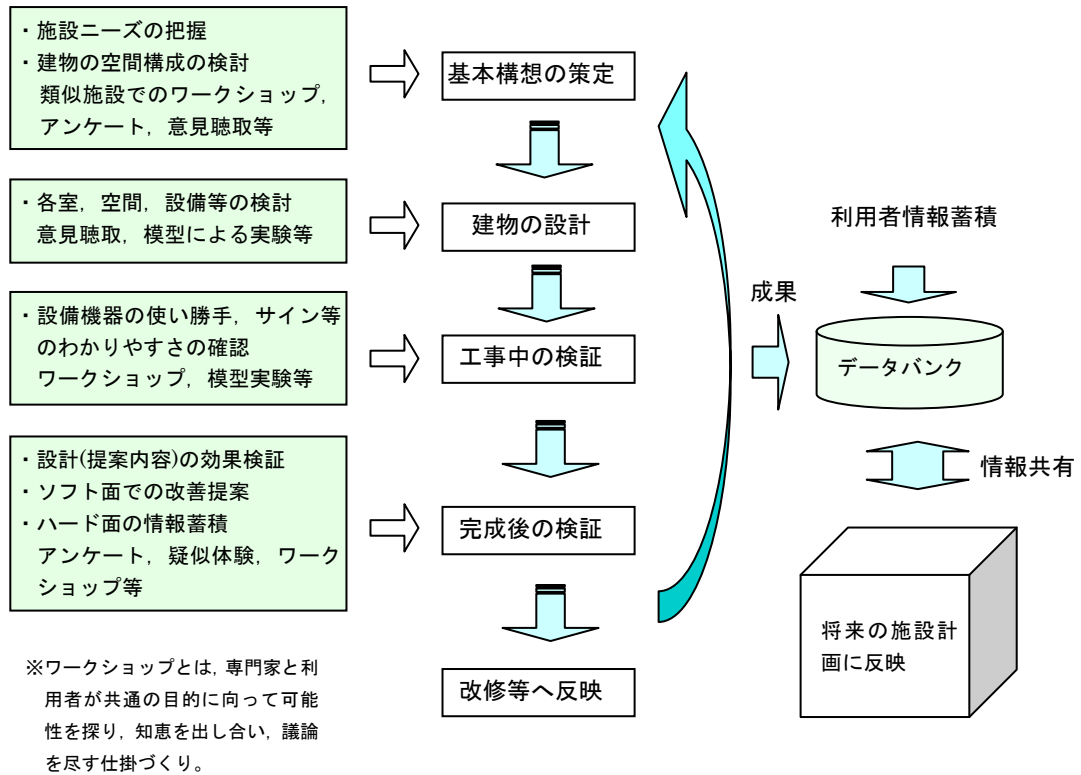 ・施設ニーズの把握
・建物の空間構成の検討
類似施設でのワークショップ,
アンケート, 意見聴取等
基本構想の策定
・各室, 空間, 設備等の検討
意見聴取, 模型による実験等
建物の設計
・設備機器の使い勝手, サイン等
のわかりやすさの確認
ワークショップ, 模型実験等
工事中の検証
・設計(提案内容)の効果検証
・ソフト面での改善提案
・ハード面の情報蓄積
アンケート, 疑似体験, ワーク
ショップ等
完成後の検証
改修等へ反映
※ワークショップとは, 専門家と利
用者が共通の目的に向って可能
性を探り, 知恵を出し合い, 議論
を尽す仕掛づくり。
成果
利用者情報蓄積
データバンク
情報共有
将来の施設計
画に反映